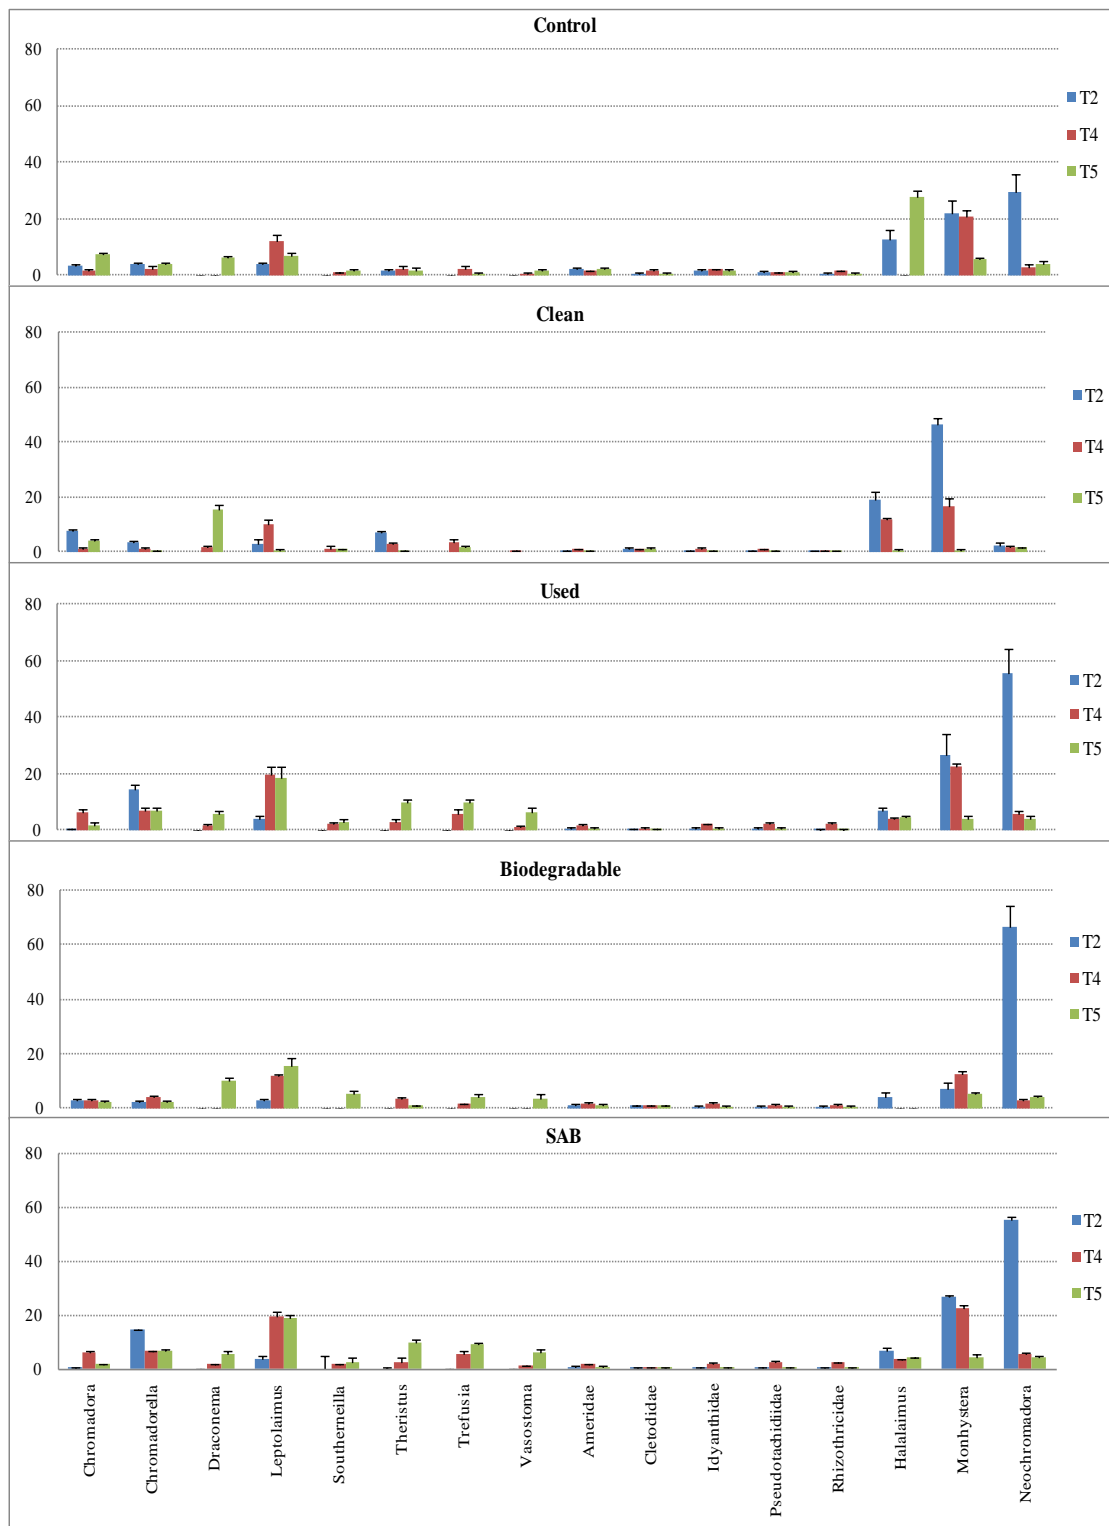 Control
80
60
40
20
0
T2
T4
T5
Clean
80
60
40
20
0
T2
T4
T5
Used
80
60
40
20
0
T2
T4
T5
Biodegradable
80
60
40
20
0
T2
T4
T5
SAB
80
60
40
20
0
T2
T4
T5
Chromadora
Chromadorella
Draconema
Leptolaimus
Southerneilla
Theristus
Trefusia
Vasostoma
Ameridae
Cletodidae
Idyanthidae
Pseudotachidiidae
Rhizothricidae
Halalaimus
Monhystera
Neochromadora